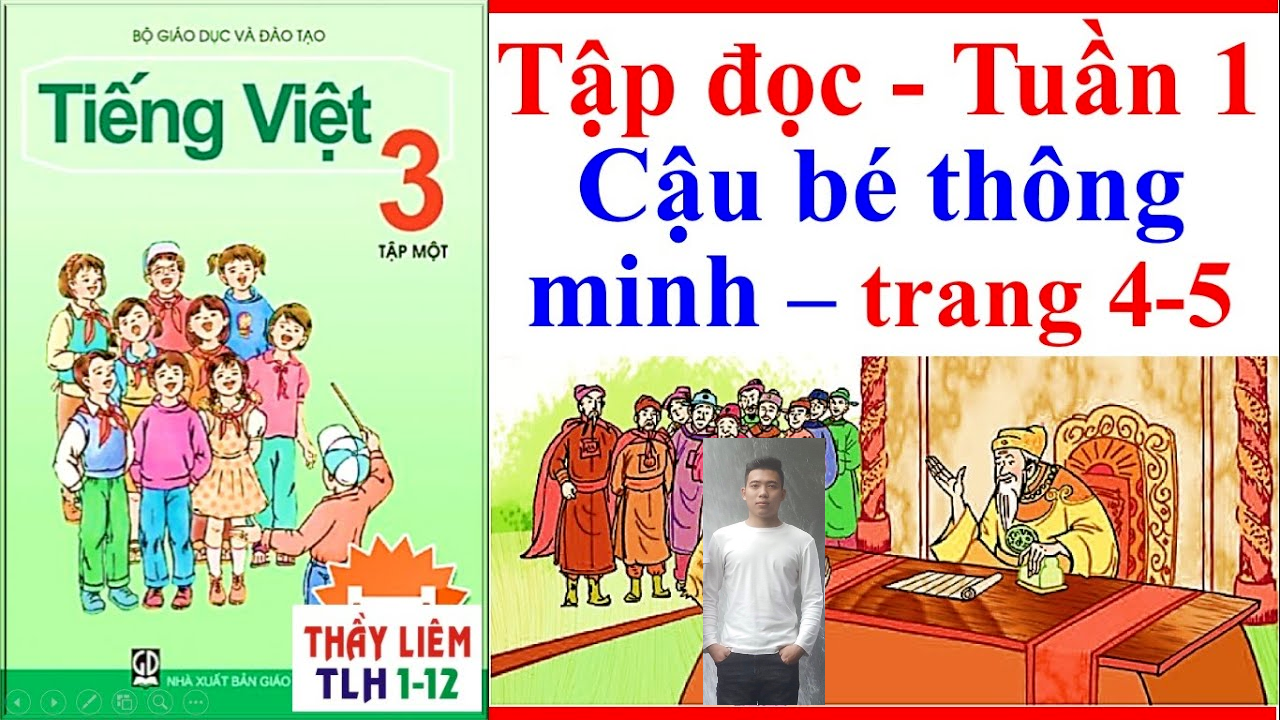 BỘ GIÁO DỤC VÀ ĐÀO TẠO
Tiếng Việt
3
TẬP MỘT
THẦY LIÊM
TLH 1-12
GD
NHÀ XUẤT BẢN GIÁO
Tập đọc - Tuần 1
Cậu bé thông
minh – trang 4-5